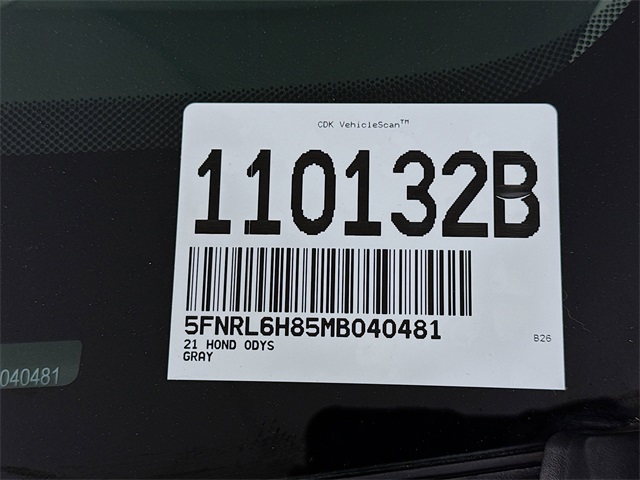 CDK VehicleScan™
110132B
5FNRL6H85MB040481
21 HOND ODYS
GRAY
B26
040481